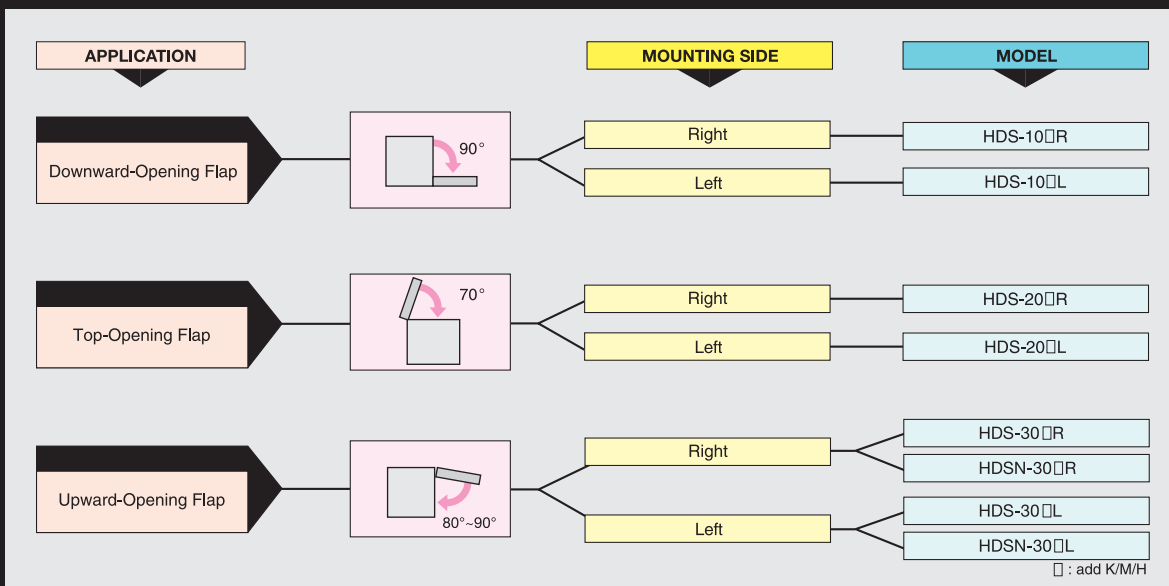 APPLICATION
MOUNTING SIDE
MODEL
Downward-Opening Flap
90°
Right
HDS-10□R
Left
HDS-10□L
Top-Opening Flap
70°
Right
HDS-20□R
Left
HDS-20□L
Upward-Opening Flap
80°~90°
Right
HDS-30□R
HDSN-30□R
Left
HDS-30□L
HDSN-30□L
□ : add K/M/H